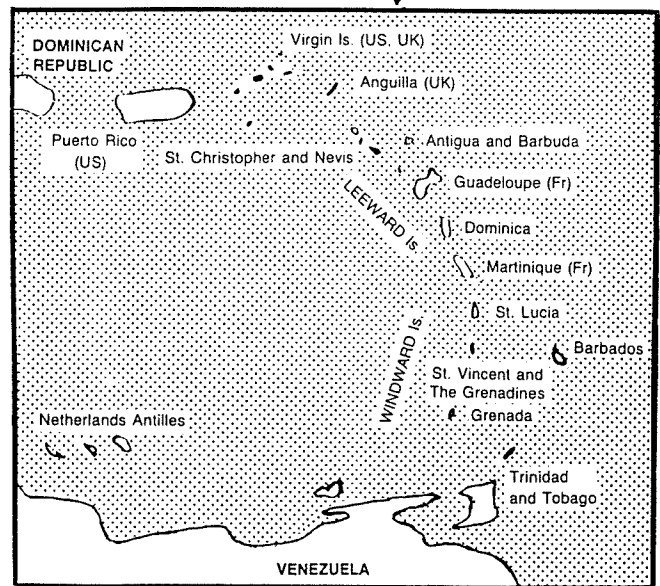 Virgin Is. (US, UK)
DOMINICAN
REPUBLIC
Anguilla (UK)
Puerto Rico
(US)
St. Christopher and Nevis
Antigua and Barbuda
Guadeloupe (Fr)
LEEWARD Is.
Dominica
Martinique (Fr)
WINDWARD Is.
St. Lucia
Barbados
St. Vincent and
The Grenadines
Grenada
Netherlands Antilles
Trinidad
and Tobago
VENEZUELA